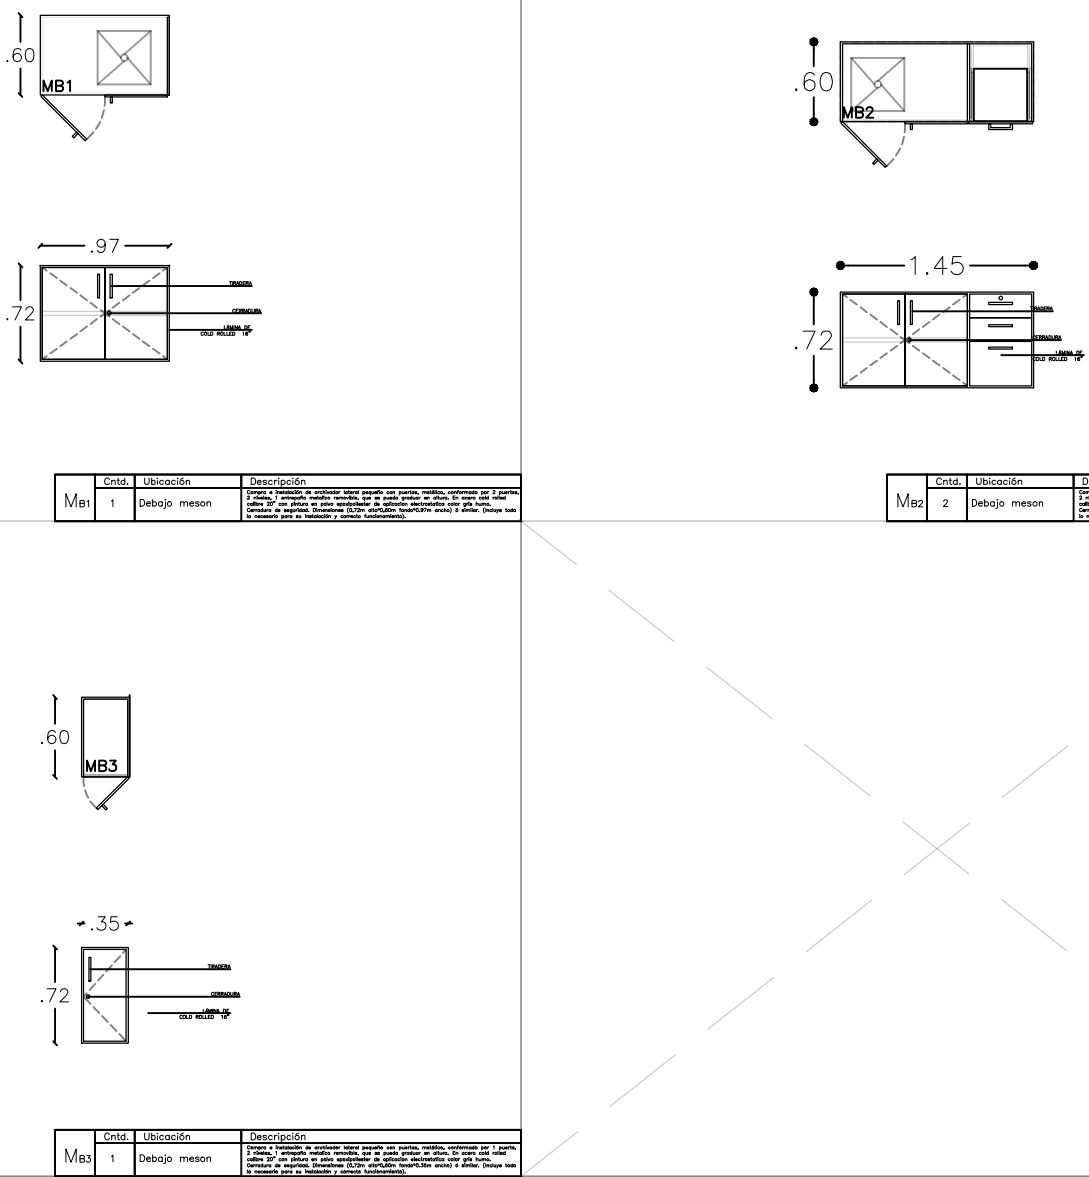 .60
MB1
.97
.72
TIRADERA
CERRADURA
LÁMINA DE
COLD ROLLED 16"
MB1
Cntd. Ubicación Descripción
1 Debajo meson
Compra e instalación de archivador lateral pequeño con puertas, metálico, conformado por 2 puertas,
2 niveles, 1 entrepaño metalico removible, que se pueda graduar en altura. En acero cold rolled
calibre 20" con pintura en polvo epoxipoliester de aplicacion electrostatica color gris humo.
Cerradura de seguridad. Dimensiones (0,72m alto*0,60m fondo*0.97m ancho) ó similar. (Incluye todo
lo necesario para su instalación y correcto funcionamiento).
.60
MB2
1.45
.72
TIRADERA
CERRADURA
LÁMINA DE
COLD ROLLED 16"
MB2
Cntd. Ubicación D
2 Debajo meson
.60
MB3
.35
.72
TIRADERA
CERRADURA
LÁMINA DE
COLD ROLLED 16"
MB3
Cntd. Ubicación Descripción
1 Debajo meson
Compra e instalación de archivador lateral pequeño con puertas, metálico, conformado por 1 puerta,
2 niveles, 1 entrepaño metalico removible, que se pueda graduar en altura. En acero cold rolled
calibre 20" con pintura en polvo epoxipoliester de aplicacion electrostatica color gris humo.
Cerradura de seguridad. Dimensiones (0,72m alto*0,60m fondo*0.35m ancho) ó similar. (Incluye todo
lo necesario para su instalación y correcto funcionamiento).